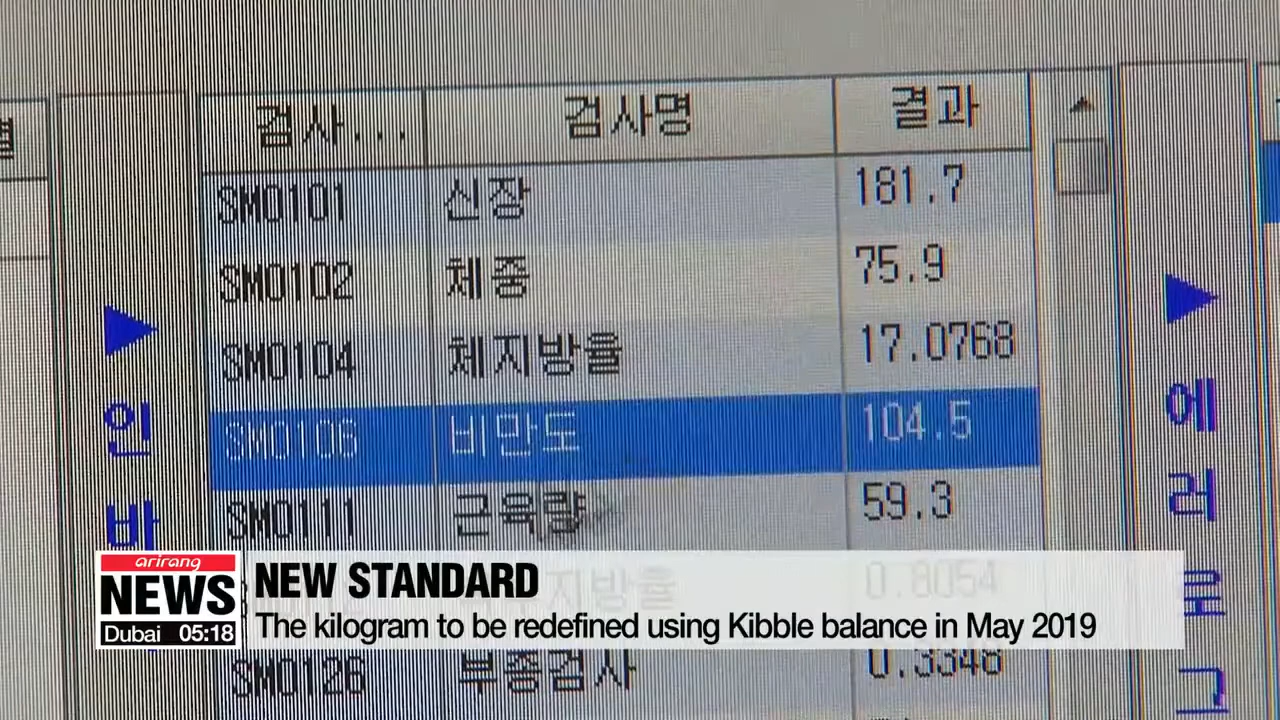 검사... 검사명 결과
SM0101 신장 181.7
SM0102 체중 75.9
SM0104 체지방율 17.0768
SM0106 비만도 104.5
SM0111 근육량 59.3
지방율 0.8054
SM0126 부종검사 0.3348
▶
인
바
▶
에
러
로
그
arirang
NEWS
Dubai 05:18
NEW STANDARD
The kilogram to be redefined using Kibble balance in May 2019